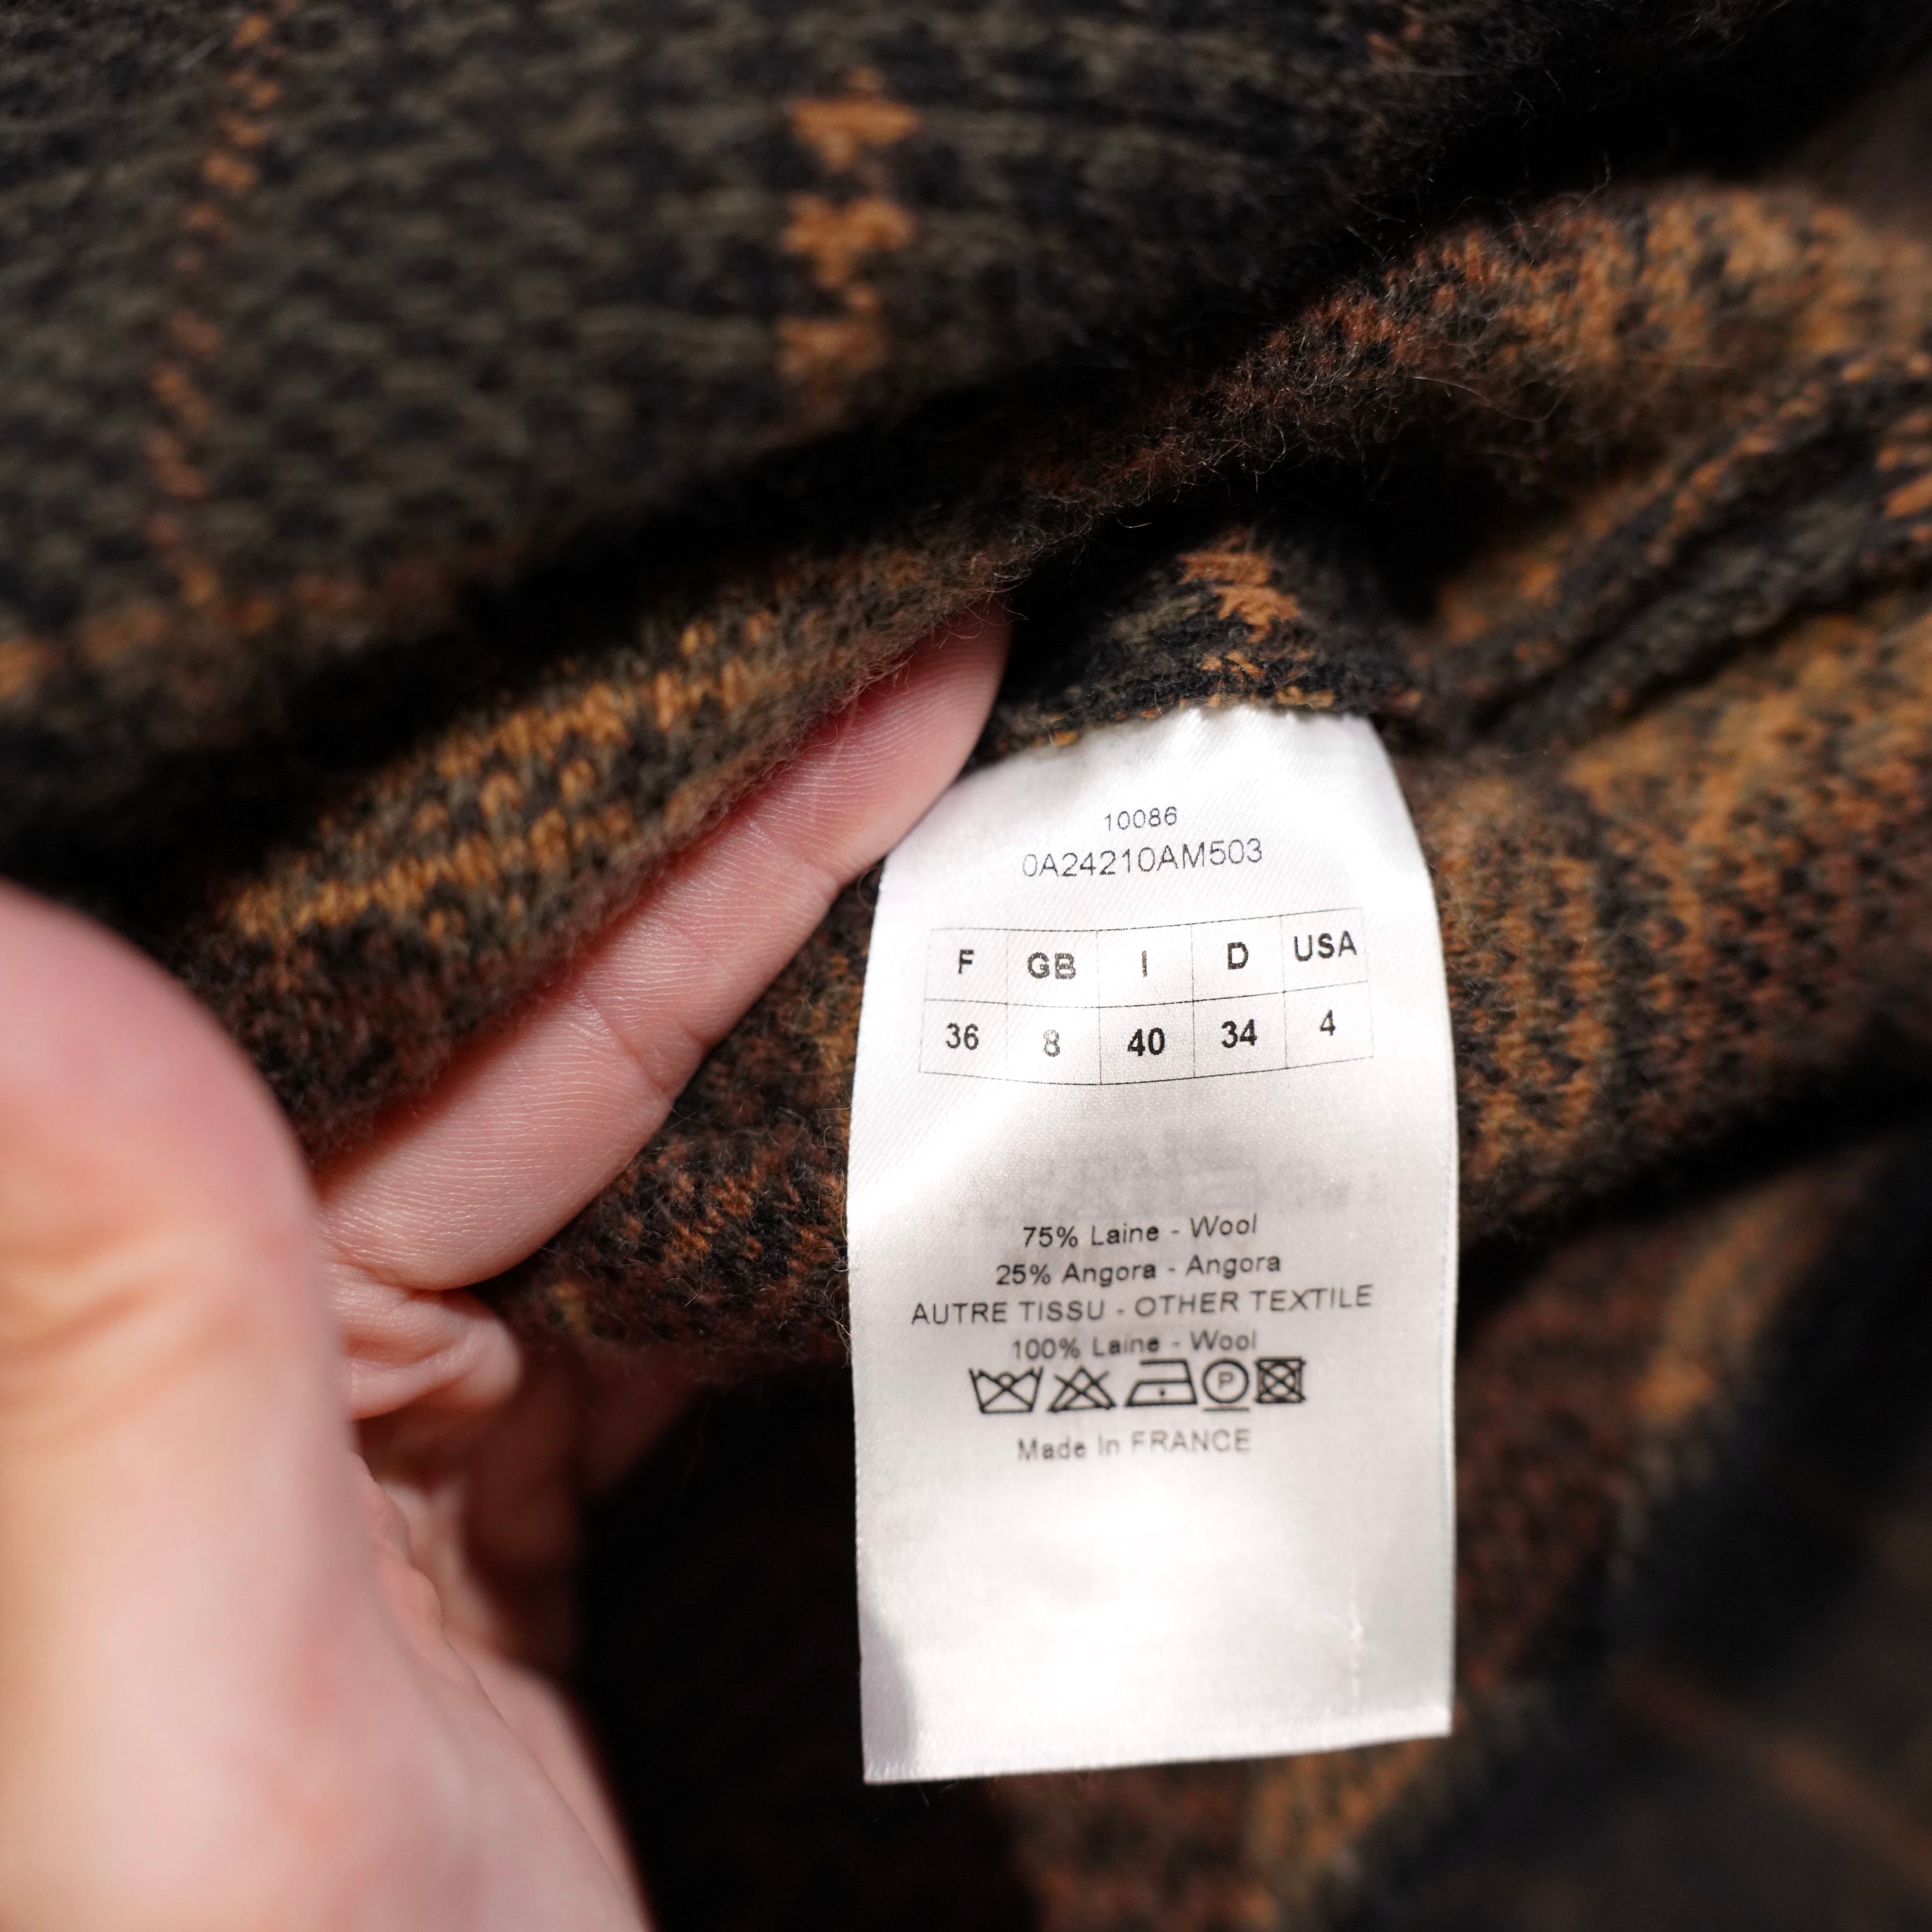 10086
0A24210AM503
F GB I D USA
36 8 40 34 4
75% Laine - Wool
25% Angora - Angora
AUTRE TISSU - OTHER TEXTILE
100% Laine - Wool
P
Made In FRANCE